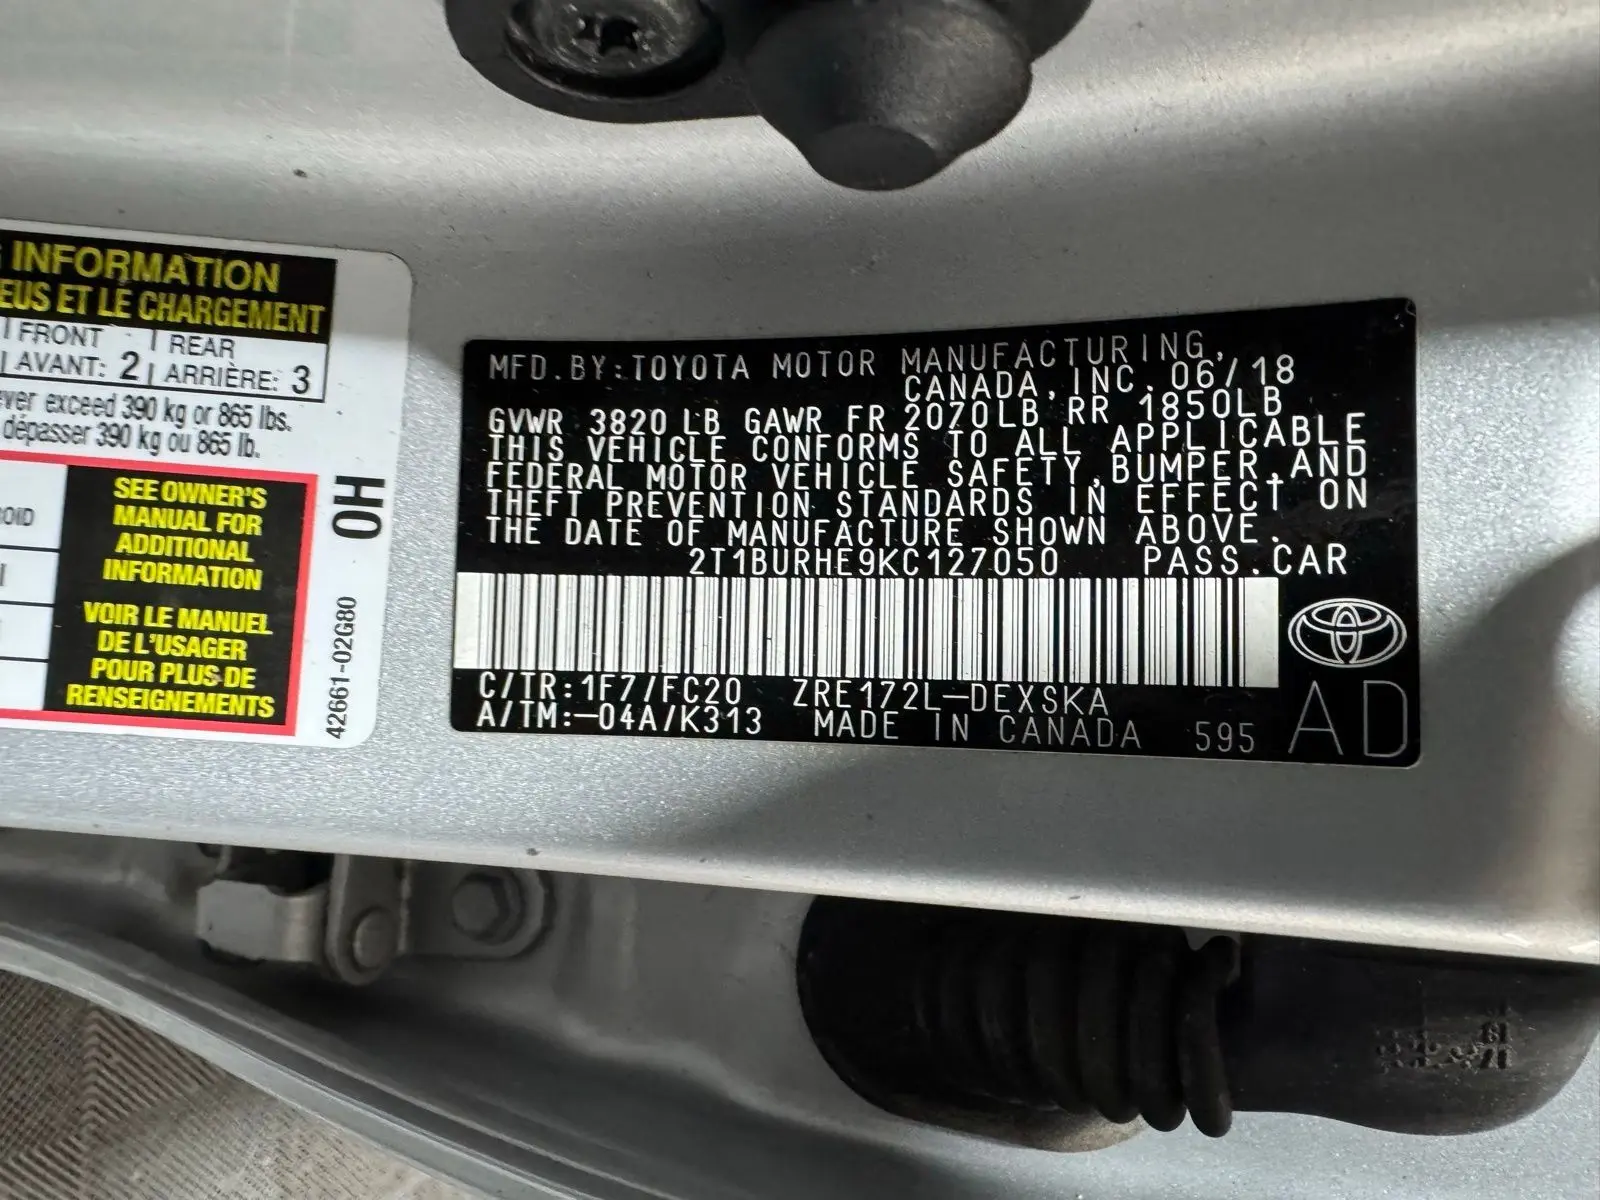 INFORMATION
EUS ET LE CHARGEMENT
FRONT | REAR
AVANT: 2 | ARRIÈRE: 3
ver exceed 390 kg or 865 lbs.
dépasser 390 kg ou 865 lb.
SEE OWNER'S
MANUAL FOR
ADDITIONAL
INFORMATION
VOIR LE MANUEL
DE L'USAGER
POUR PLUS DE
RENSEIGNEMENTS
0H
42661-02G80
MFD.BY:TOYOTA MOTOR MANUFACTURING,
CANADA,INC.06/18
GVWR 3820 LB GAWR FR 2070LB RR 1850LB
THIS VEHICLE CONFORMS TO ALL APPLICABLE
FEDERAL MOTOR VEHICLE SAFETY,BUMPER,AND
THEFT PREVENTION STANDARDS IN EFFECT ON
THE DATE OF MANUFACTURE SHOWN ABOVE.
2T1BURHE9KC127050 PASS.CAR
C/TR:1F7/FC20 ZRE172L-DEXSKA
A/TM:-04A/K313 MADE IN CANADA 595 AD